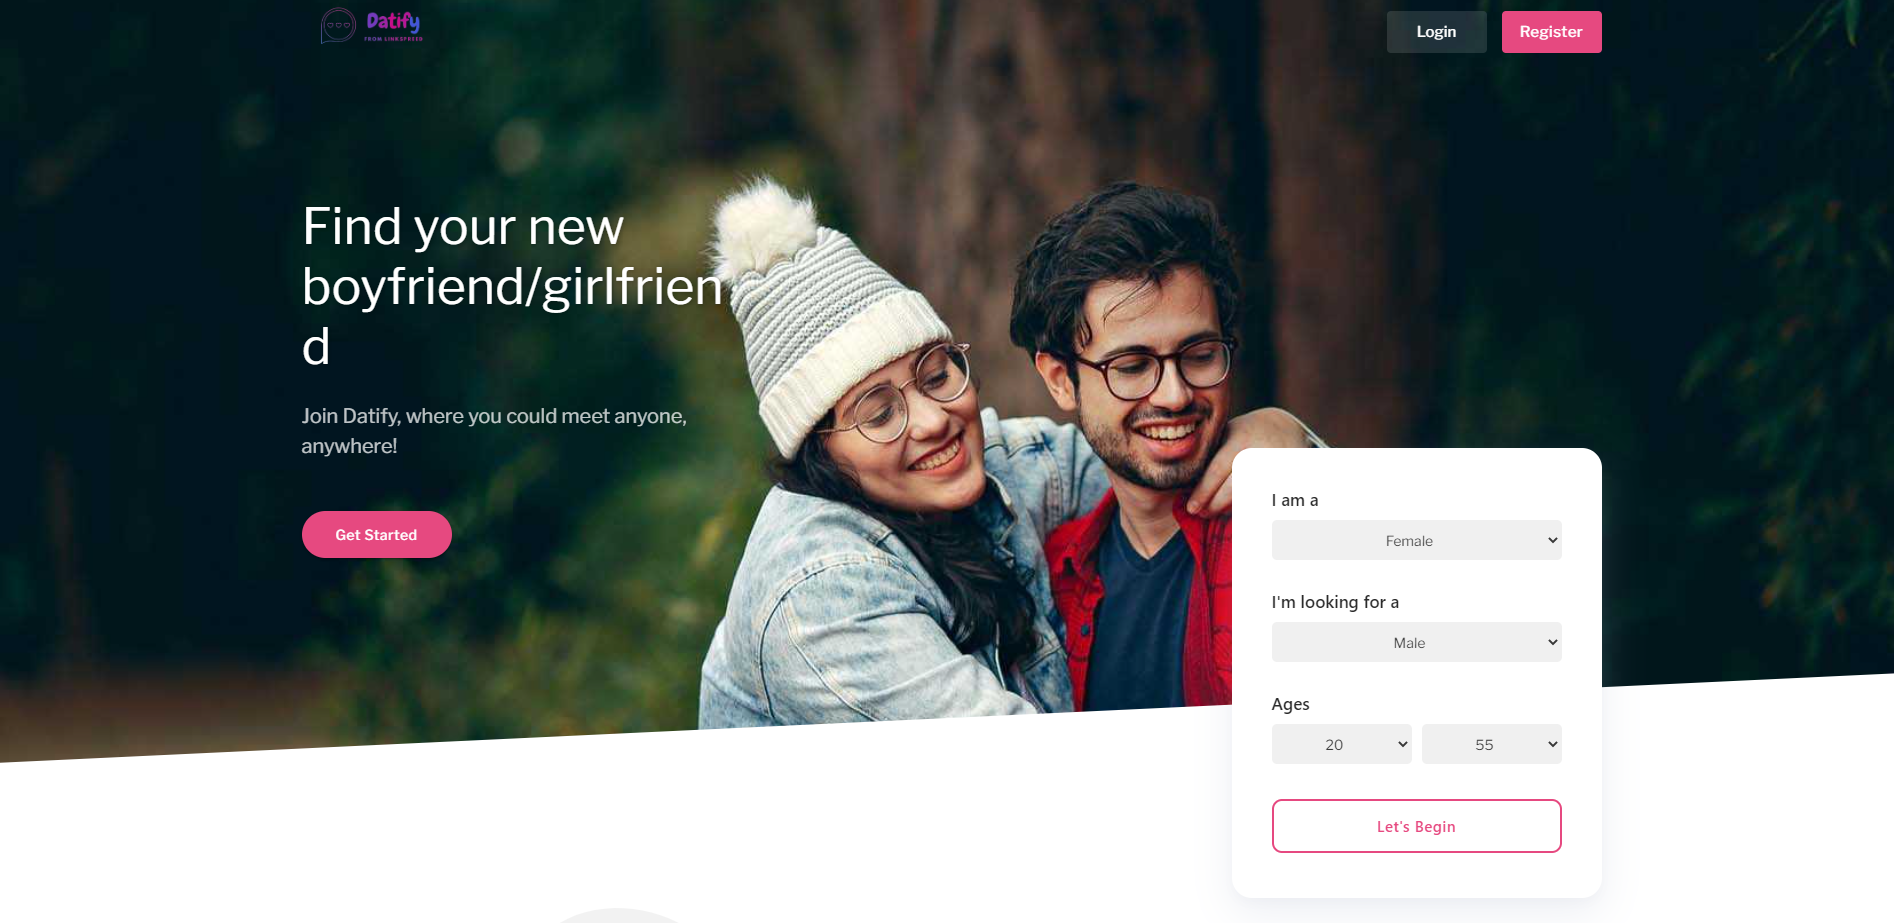 Datify
FROM LINKSPREED
Login
Register
Find your new
boyfriend/girlfrien
d
Join Datify, where you could meet anyone,
anywhere!
Get Started
I am a
Female
I'm looking for a
Male
Ages
20
55
Let's Begin